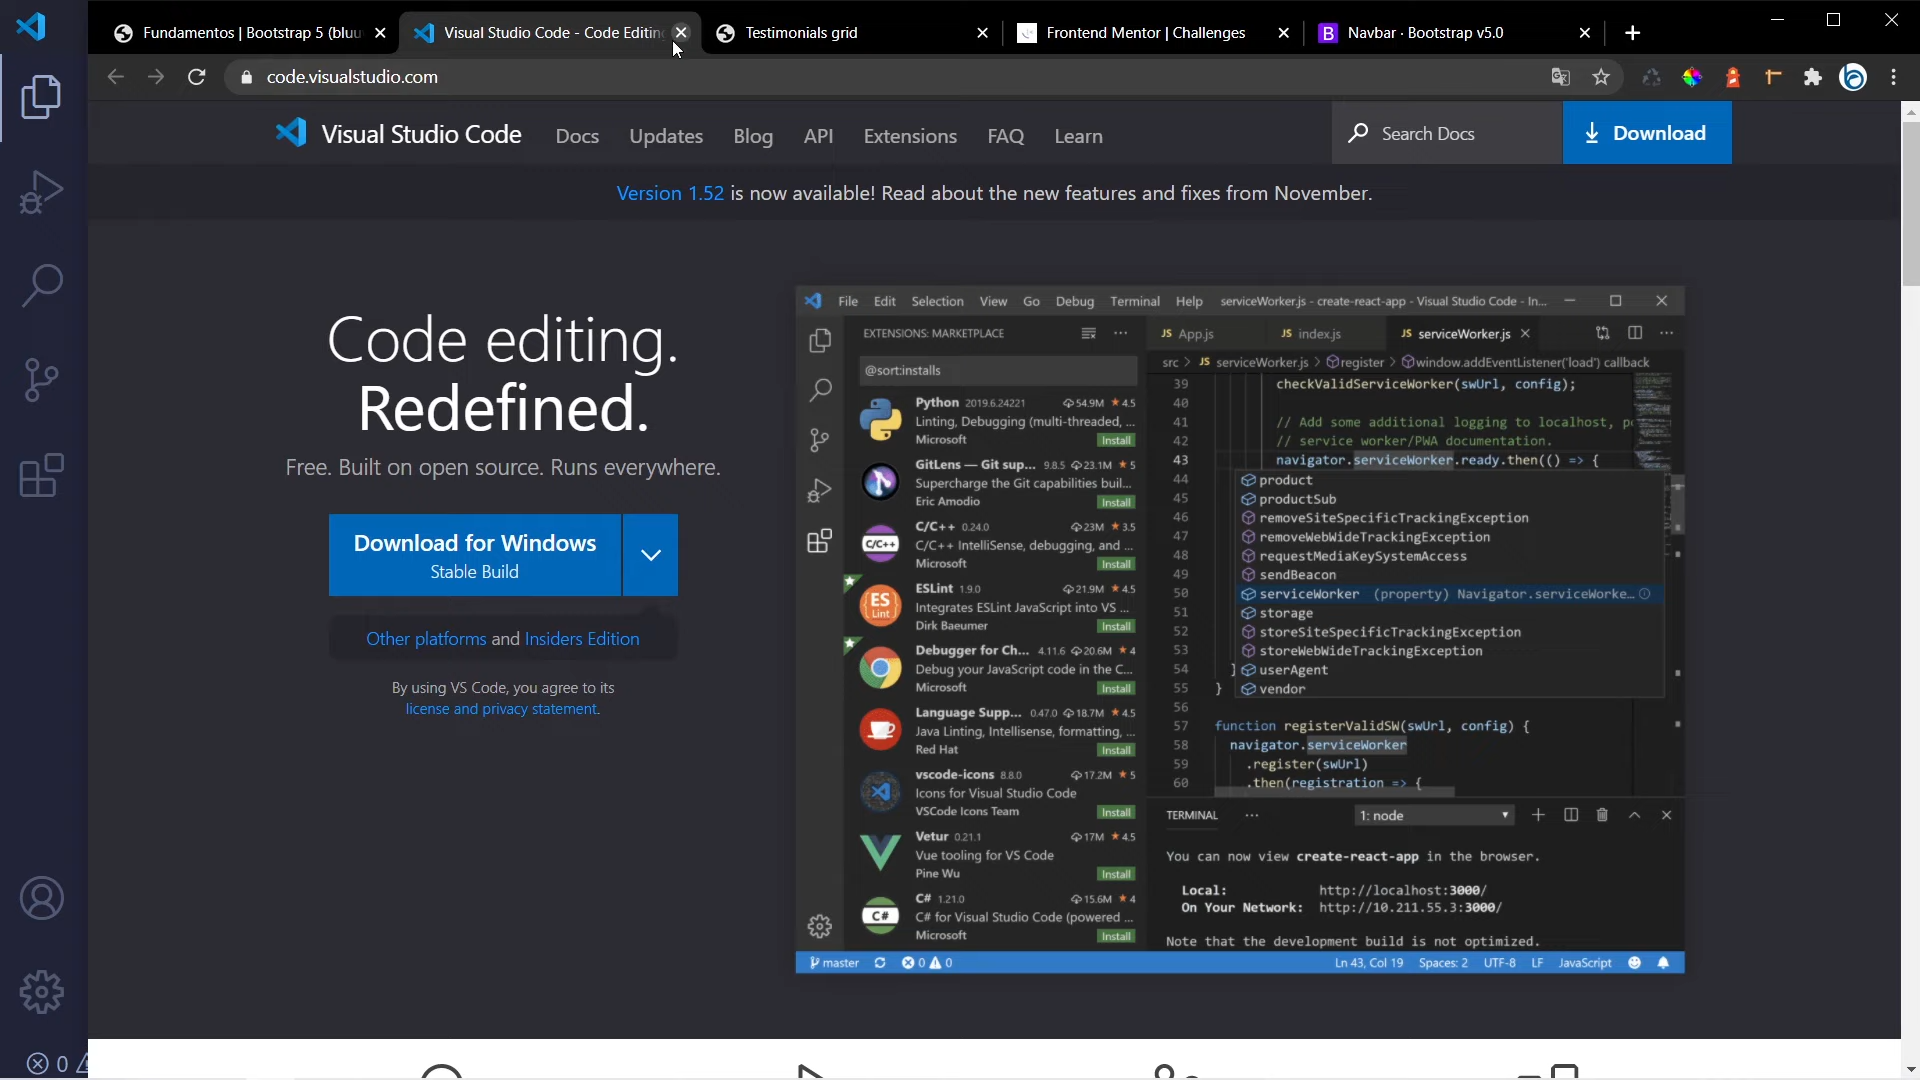 Fundamentos | Bootstrap 5 (bluu
Visual Studio Code - Code Editing
Testimonials grid
Frontend Mentor | Challenges
Navbar · Bootstrap v5.0
code.visualstudio.com
Visual Studio Code
Docs
Updates
Blog
API
Extensions
FAQ
Learn
Search Docs
Download
Version 1.52 is now available! Read about the new features and fixes from November.
Code editing.
Redefined.
Free. Built on open source. Runs everywhere.
Download for Windows
Stable Build
Other platforms and Insiders Edition
By using VS Code, you agree to its
license and privacy statement.
File Edit Selection View Go Debug Terminal Help serviceWorker.js - create-react-app - Visual Studio Code - In...
EXTENSIONS: MARKETPLACE
@sort:installs
Python 2019.6.24221 54.9M ★ 4.5
Linting, Debugging (multi-threaded, ...
Microsoft Install
GitLens — Git sup... 9.8.5 23.1M ★ 5
Supercharge the Git capabilities buil...
Eric Amodio Install
C/C++ 0.24.0 23M ★ 3.5
C/C++ IntelliSense, debugging, and ...
Microsoft Install
C/C++
ESLint 1.9.0 21.9M ★ 4.5
Integrates ESLint JavaScript into VS ...
Dirk Baeumer Install
ES
Lint
Debugger for Ch... 4.11.6 20.6M ★ 4
Debug your JavaScript code in the C...
Microsoft Install
Language Supp... 0.47.0 18.7M ★ 4.5
Java Linting, Intellisense, formatting, ...
Red Hat Install
vscode-icons 8.8.0 17.2M ★ 5
Icons for Visual Studio Code
VSCode Icons Team Install
Vetur 0.21.1 17M ★ 4.5
Vue tooling for VS Code
Pine Wu Install
C# 1.21.0 15.6M ★ 4
C# for Visual Studio Code (powered ...
Microsoft Install
C#
JS App.js
JS index.js
JS serviceWorker.js
src > JS serviceWorker.js > register > window.addEventListener('load') callback
39 checkValidServiceWorker(swUrl, config);
40
41 // Add some additional logging to localhost, p
42 // service worker/PWA documentation.
43 navigator.serviceWorker.ready.then(() => {
44 product
45 productSub
46 removeSiteSpecificTrackingException
47 removeWebWideTrackingException
48 requestMediaKeySystemAccess
49 sendBeacon
50 serviceWorker (property) Navigator.serviceWorke...
51 storage
52 storeSiteSpecificTrackingException
53 storeWebWideTrackingException
54 ] userAgent
55 } vendor
56
57 function registerValidSW(swUrl, config) {
58 navigator.serviceWorker
59 .register(swUrl)
60 .then(registration => {
TERMINAL ... 1: node
You can now view create-react-app in the browser.
Local: http://localhost:3000/
On Your Network: http://10.211.55.3:3000/
Note that the development build is not optimized.
master 0 0 Ln 43, Col 19 Spaces: 2 UTF-8 LF JavaScript
0